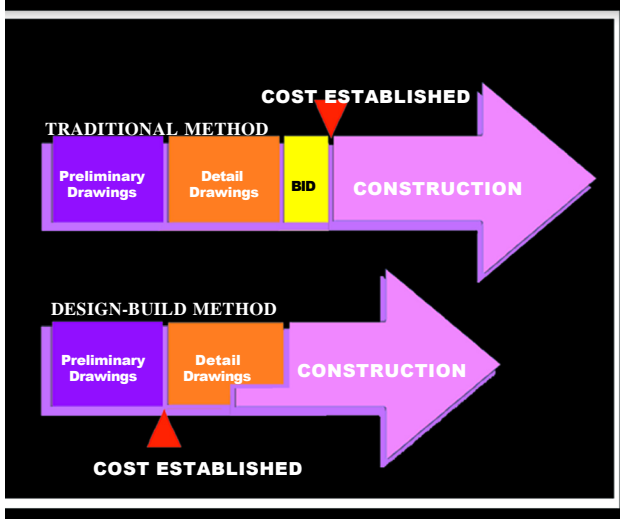 COST ESTABLISHED
TRADITIONAL METHOD
Preliminary
Drawings
Detail
Drawings
BID
CONSTRUCTION
DESIGN-BUILD METHOD
Preliminary
Drawings
Detail
Drawings
CONSTRUCTION
COST ESTABLISHED